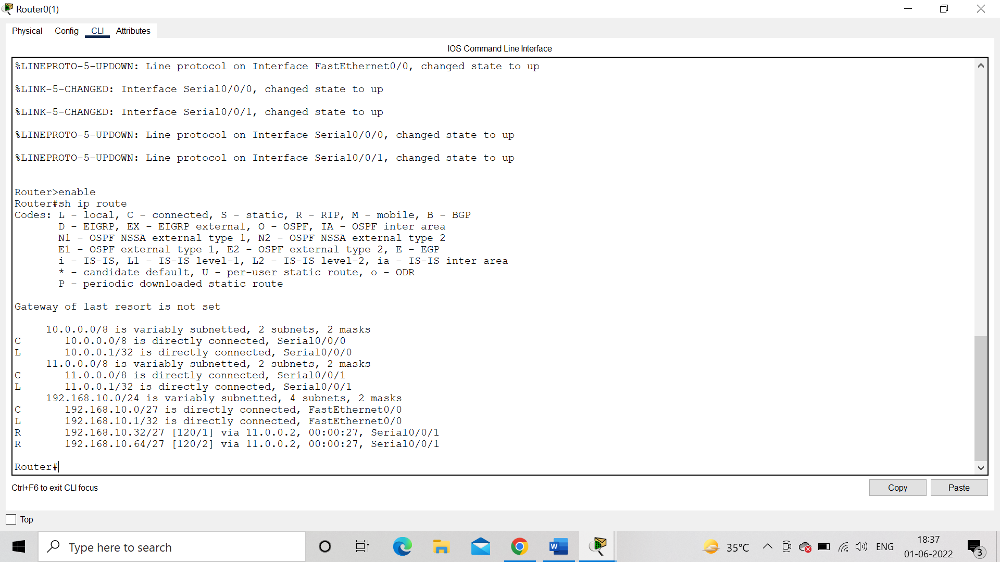 Router0(1)
Physical Config CLI Attributes
IOS Command Line Interface
%LINEPROTO-5-UPDOWN: Line protocol on Interface FastEthernet0/0, changed state to up
%LINK-5-CHANGED: Interface Serial0/0/0, changed state to up
%LINK-5-CHANGED: Interface Serial0/0/1, changed state to up
%LINEPROTO-5-UPDOWN: Line protocol on Interface Serial0/0/0, changed state to up
%LINEPROTO-5-UPDOWN: Line protocol on Interface Serial0/0/1, changed state to up
Router>enable
Router#sh ip route
Codes: L - local, C - connected, S - static, R - RIP, M - mobile, B - BGP
D - EIGRP, EX - EIGRP external, O - OSPF, IA - OSPF inter area
N1 - OSPF NSSA external type 1, N2 - OSPF NSSA external type 2
E1 - OSPF external type 1, E2 - OSPF external type 2, E - EGP
i - IS-IS, L1 - IS-IS level-1, L2 - IS-IS level-2, ia - IS-IS inter area
* - candidate default, U - per-user static route, o - ODR
P - periodic downloaded static route
Gateway of last resort is not set
10.0.0.0/8 is variably subnetted, 2 subnets, 2 masks
C 10.0.0.0/8 is directly connected, Serial0/0/0
L 10.0.0.1/32 is directly connected, Serial0/0/0
11.0.0.0/8 is variably subnetted, 2 subnets, 2 masks
C 11.0.0.0/8 is directly connected, Serial0/0/1
L 11.0.0.1/32 is directly connected, Serial0/0/1
192.168.10.0/24 is variably subnetted, 4 subnets, 2 masks
C 192.168.10.0/27 is directly connected, FastEthernet0/0
L 192.168.10.1/32 is directly connected, FastEthernet0/0
R 192.168.10.32/27 [120/1] via 11.0.0.2, 00:00:27, Serial0/0/1
R 192.168.10.64/27 [120/2] via 11.0.0.2, 00:00:27, Serial0/0/1
Router#
Ctrl+F6 to exit CLI focus
Copy Paste
Top
Type here to search
W
35°C
ENG
18:37
01-06-2022
3